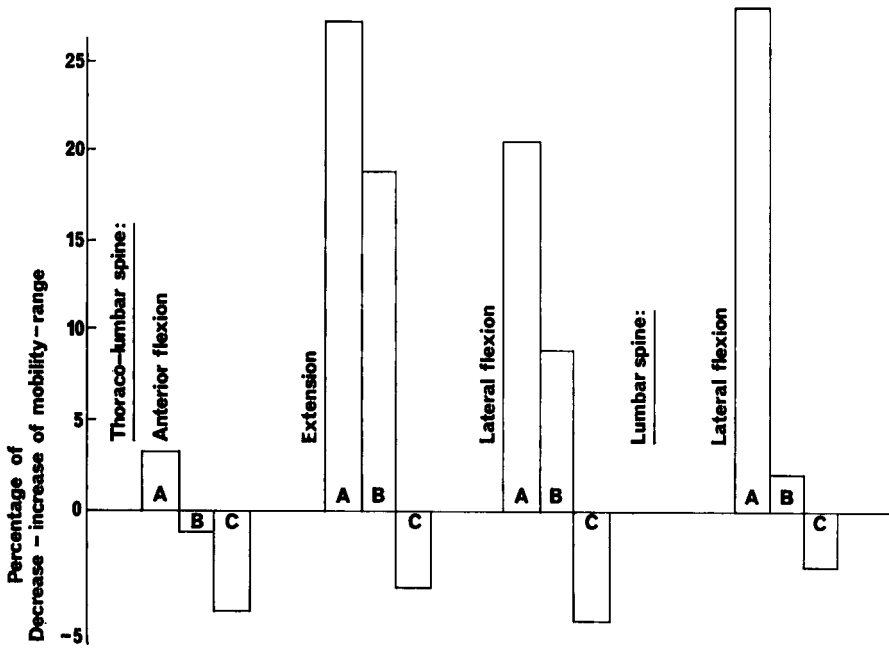 Percentage of
Decrease – increase of mobility – range
25
20
15
10
5
0
-5
Thoraco-lumbar spine:
Anterior flexion
A
B
C
Extension
A
B
C
Lateral flexion
A
B
C
Lumbar spine:
Lateral flexion
A
B
C